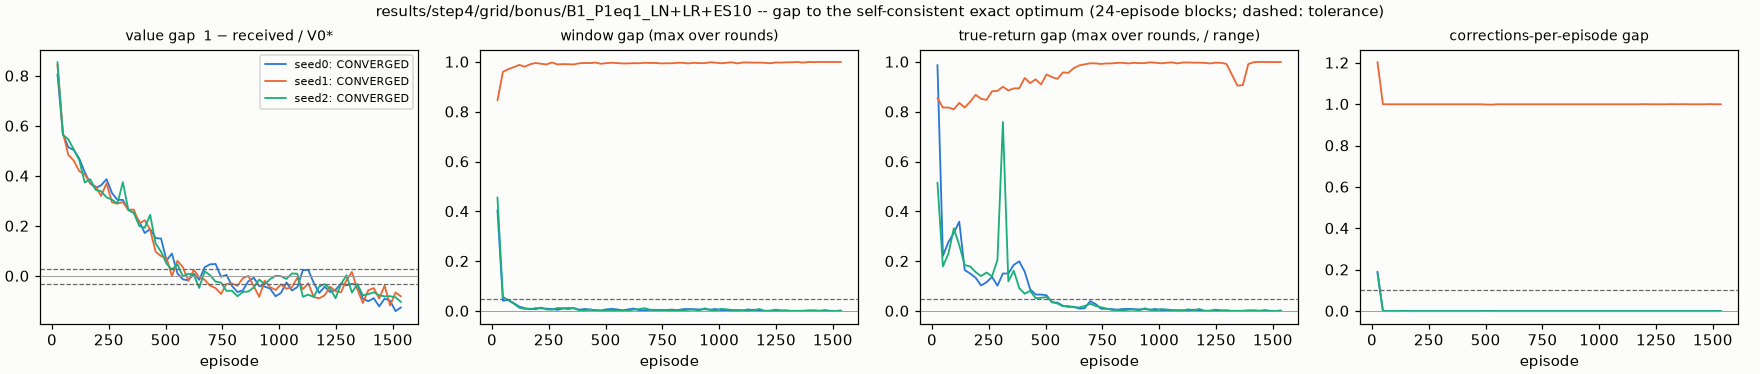 results/step4/grid/bonus/B1_P1eq1_LN+LR+ES10 -- gap to the self-consistent exact optimum (24-episode blocks; dashed: tolerance)
value gap  1 − received / V0*
0.8
0.6
0.4
0.2
0.0
seed0: CONVERGED
seed1: CONVERGED
seed2: CONVERGED
0 250 500 750 1000 1250 1500
episode
window gap (max over rounds)
1.0
0.8
0.6
0.4
0.2
0.0
0 250 500 750 1000 1250 1500
episode
true-return gap (max over rounds, / range)
1.0
0.8
0.6
0.4
0.2
0.0
0 250 500 750 1000 1250 1500
episode
corrections-per-episode gap
1.2
1.0
0.8
0.6
0.4
0.2
0.0
0 250 500 750 1000 1250 1500
episode